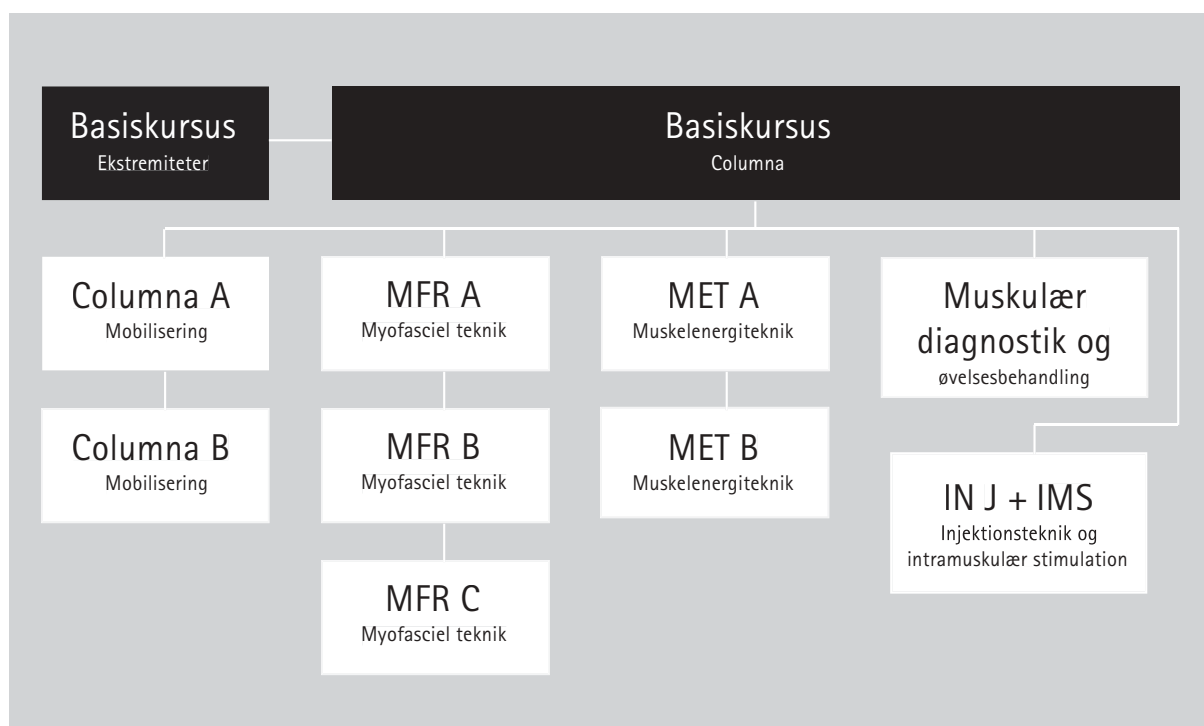 Basiskursus
Ekstremiteter
Basiskursus
Columna
Columna A
Mobilisering
MFR A
Myofasciel teknik
MET A
Muskelenergiteknik
Muskulær
diagnostik og
øvelsesbehandling
Columna B
Mobilisering
MFR B
Myofasciel teknik
MET B
Muskelenergiteknik
IN J + IMS
Injektionsteknik og
intramuskulær stimulation
MFR C
Myofasciel teknik